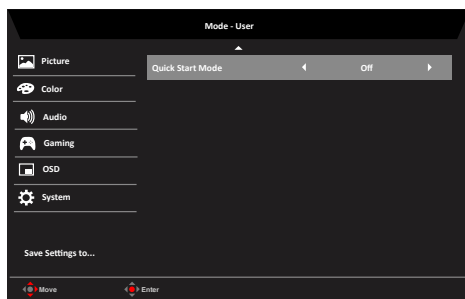 Mode - User
Picture
Quick Start Mode Off
Color
Audio
Gaming
OSD
System
Save Settings to...
Move Enter